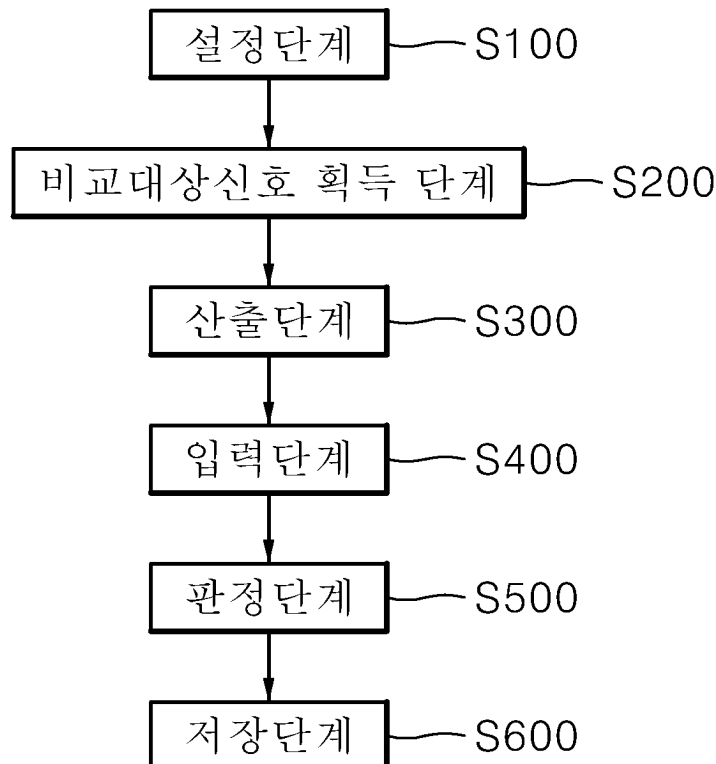 설정단계 S100
비교대상신호 획득 단계 S200
산출단계 S300
입력단계 S400
판정단계 S500
저장단계 S600